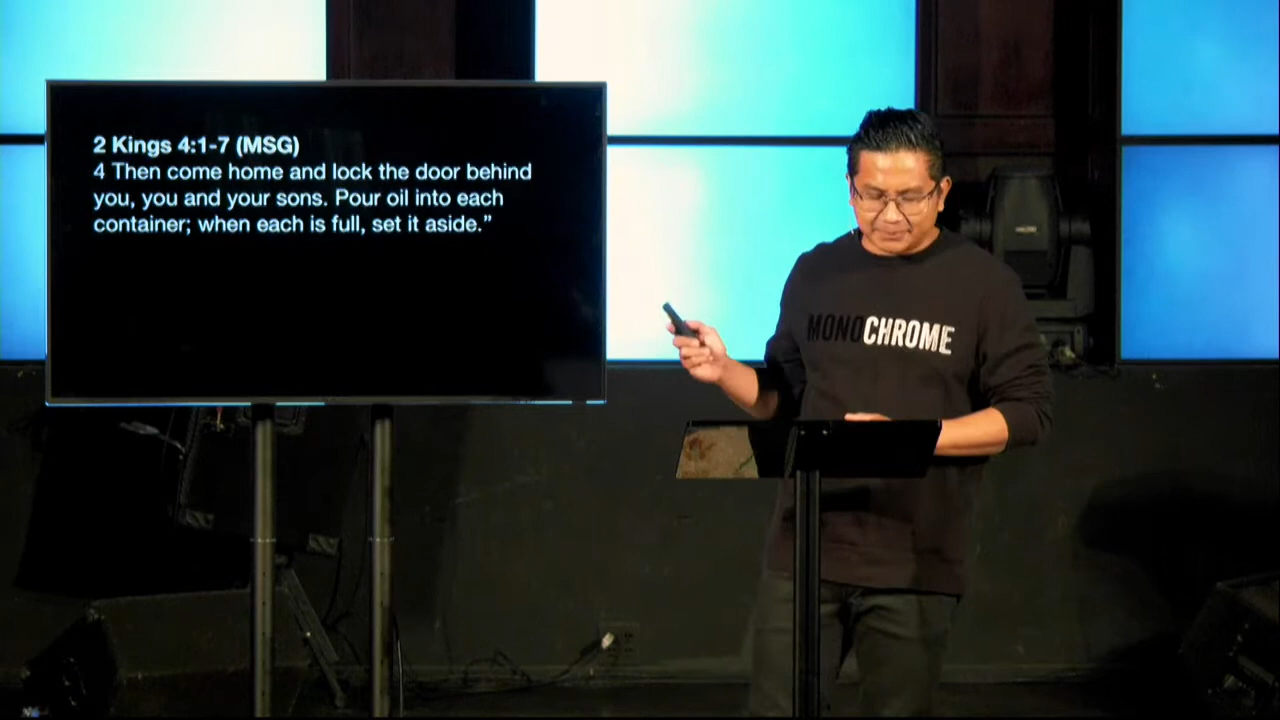 2 Kings 4:1-7 (MSG)
4 Then come home and lock the door behind
you, you and your sons. Pour oil into each
container; when each is full, set it aside.”
MONOCHROME